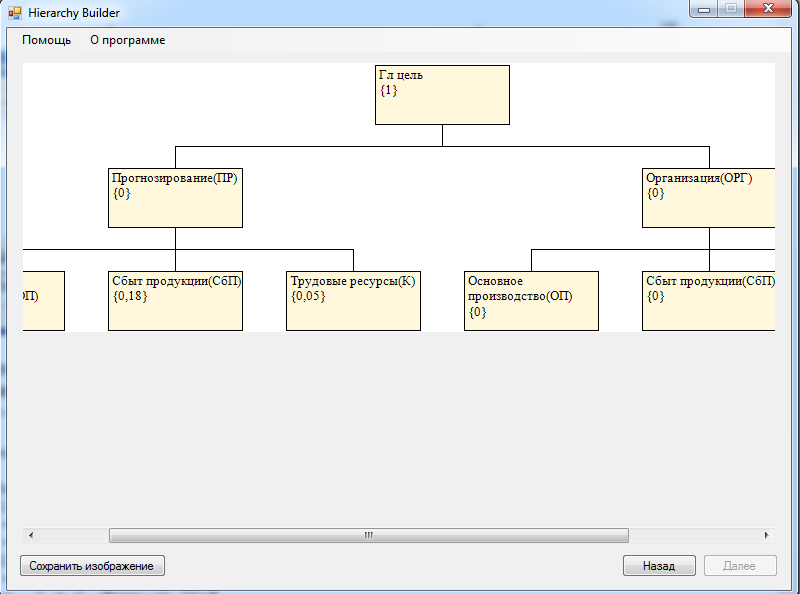 Hierarchy Builder
Помощь О программе
Гл цель
{1}
Прогнозирование(ПР)
{0}
Организация(ОРГ)
{0}
ОП)
Сбыт продукции(СбП)
{0,18}
Трудовые ресурсы(К)
{0,05}
Основное
производство(ОП)
{0}
Сбыт продукции(СбП)
{0}
Сохранить изображение
Назад
Далее